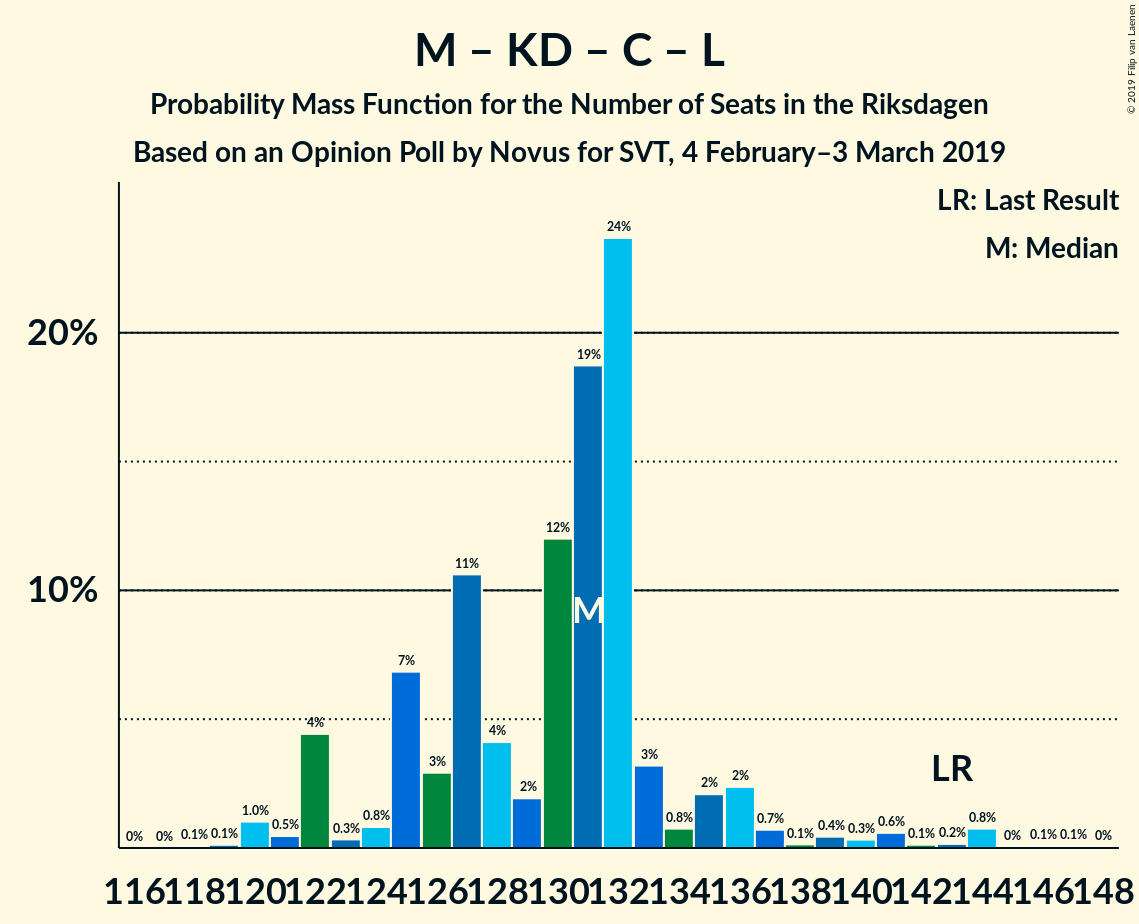 © 2019 Filip van Laenen
M – KD – C – L
Probability Mass Function for the Number of Seats in the Riksdagen
Based on an Opinion Poll by Novus for SVT, 4 February–3 March 2019
LR: Last Result
M: Median
20%
10%
0% 0% 0.1% 0.1% 1.0% 0.5% 4% 0.3% 0.8% 7% 3% 11% 4% 2% 12% 19% 24% 3% 0.8% 2% 2% 0.7% 0.1% 0.4% 0.3% 0.6% 0.1% 0.2% 0.8% 0% 0.1% 0.1% 0%
M
LR
116 118 120 122 124 126 128 130 132 134 136 138 140 142 144 146 148